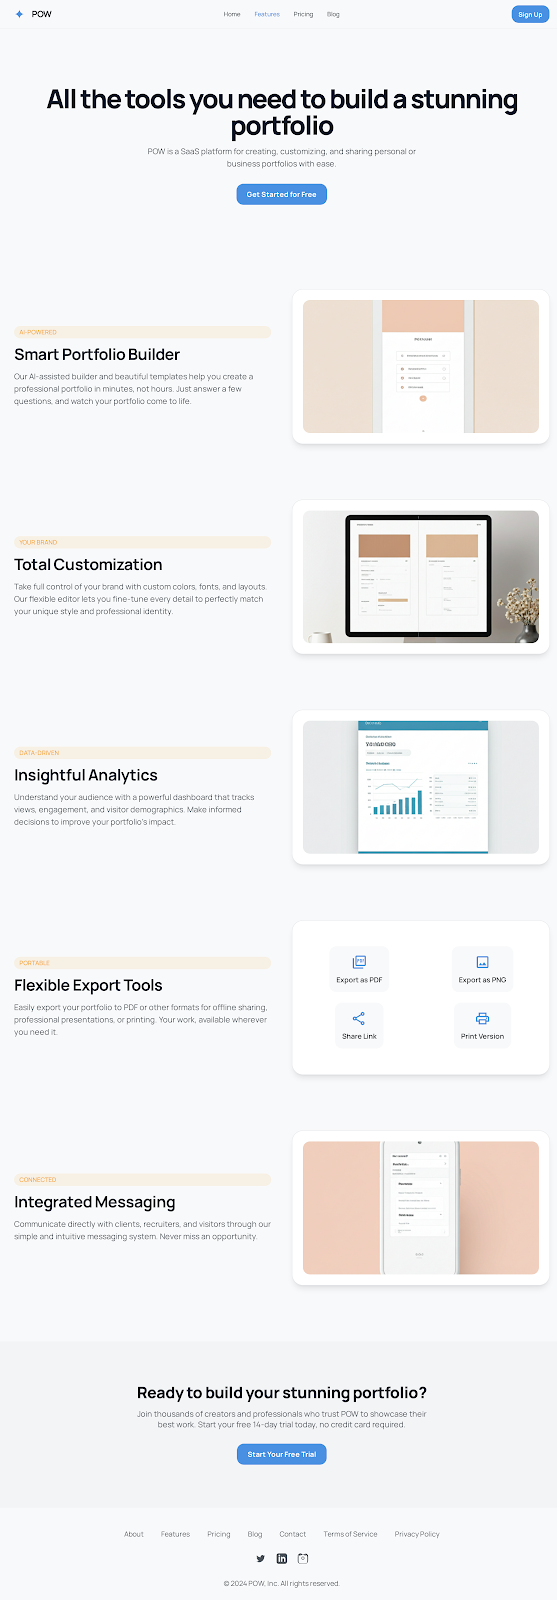 POW
Home Features Pricing Blog
Sign Up
All the tools you need to build a stunning
portfolio
POW is a SaaS platform for creating, customizing, and sharing personal or
business portfolios with ease.
Get Started for Free
AI-POWERED
Smart Portfolio Builder
Our AI-assisted builder and beautiful templates help you create a
professional portfolio in minutes, not hours. Just answer a few
questions, and watch your portfolio come to life.
YOUR BRAND
Total Customization
Take full control of your brand with custom colors, fonts, and layouts.
Our flexible editor lets you fine-tune every detail to perfectly match
your unique style and professional identity.
DATA-DRIVEN
Insightful Analytics
Understand your audience with a powerful dashboard that tracks
views, engagement, and visitor demographics. Make informed
decisions to improve your portfolio's impact.
PORTABLE
Flexible Export Tools
Easily export your portfolio to PDF or other formats for offline sharing,
professional presentations, or printing. Your work, available wherever
you need it.
PDF
Export as PDF
Export as PNG
Share Link
Print Version
CONNECTED
Integrated Messaging
Communicate directly with clients, recruiters, and visitors through our
simple and intuitive messaging system. Never miss an opportunity.
Ready to build your stunning portfolio?
Join thousands of creators and professionals who trust POW to showcase their
best work. Start your free 14-day trial today, no credit card required.
Start Your Free Trial
About Features Pricing Blog Contact Terms of Service Privacy Policy
© 2024 POW, Inc. All rights reserved.